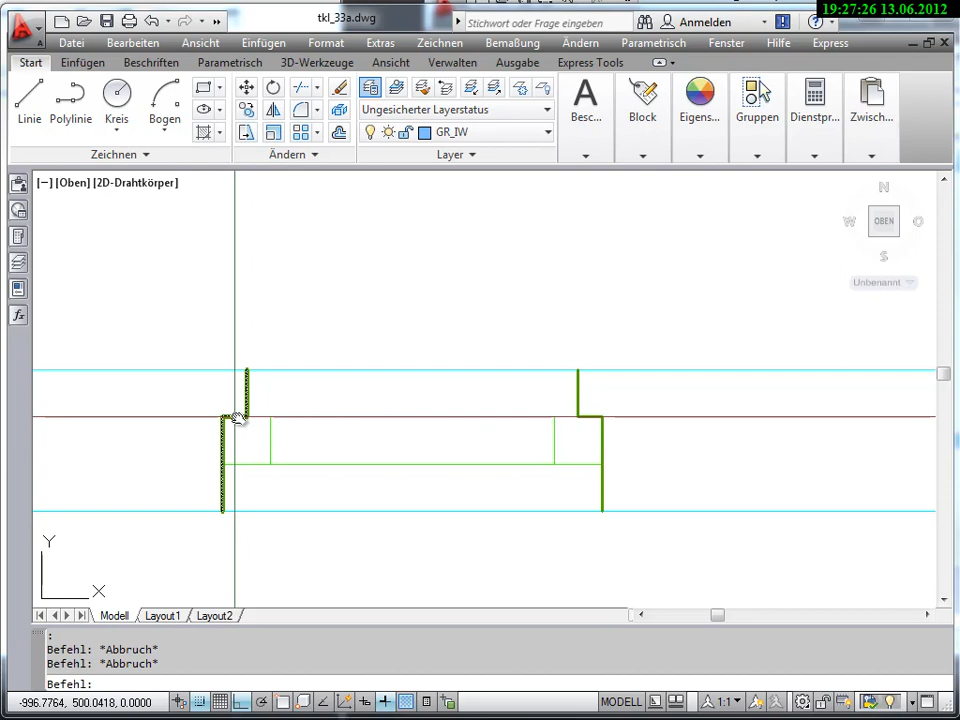 19:27:26 13.06.2012
tkl_33a.dwg
Stichwort oder Frage eingeben
Anmelden
Datei Bearbeiten Ansicht Einfügen Format Extras Zeichnen Bemaßung Ändern Parametrisch Fenster Hilfe Express
Start Einfügen Beschriften Parametrisch 3D-Werkzeuge Ansicht Verwalten Ausgabe Express Tools
Linie Polylinie Kreis Bogen
Ungesicherter Layerstatus
GR_IW
Besc... Block Eigens... Gruppen Dienstpr... Zwisch...
Zeichnen Ändern Layer
[−] [Oben] [2D-Drahtkörper]
N
W OBEN O
S
Unbenannt
Y
X
Modell Layout1 Layout2
:
Befehl: *Abbruch*
Befehl: *Abbruch*
Befehl:
-996.7764, 500.0418, 0.0000
MODELL
1:1